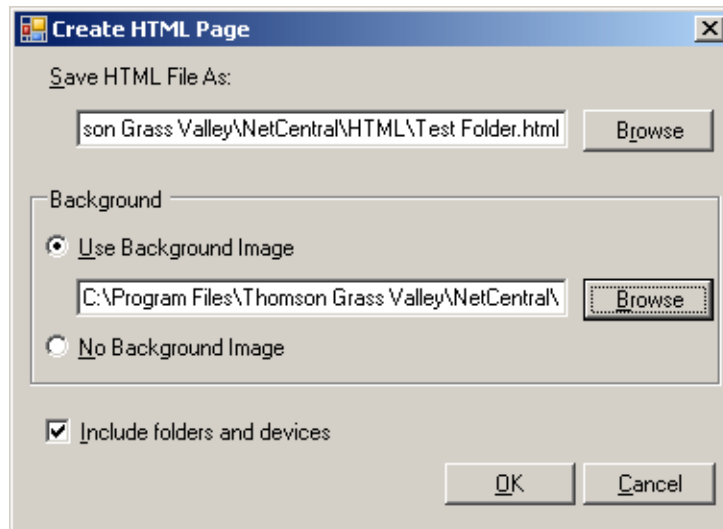 Create HTML Page
Save HTML File As:
son Grass Valley\NetCentral\HTML\Test Folder.html
Browse
Background
Use Background Image
C:\Program Files\Thomson Grass Valley\NetCentral\
Browse
No Background Image
Include folders and devices
OK
Cancel